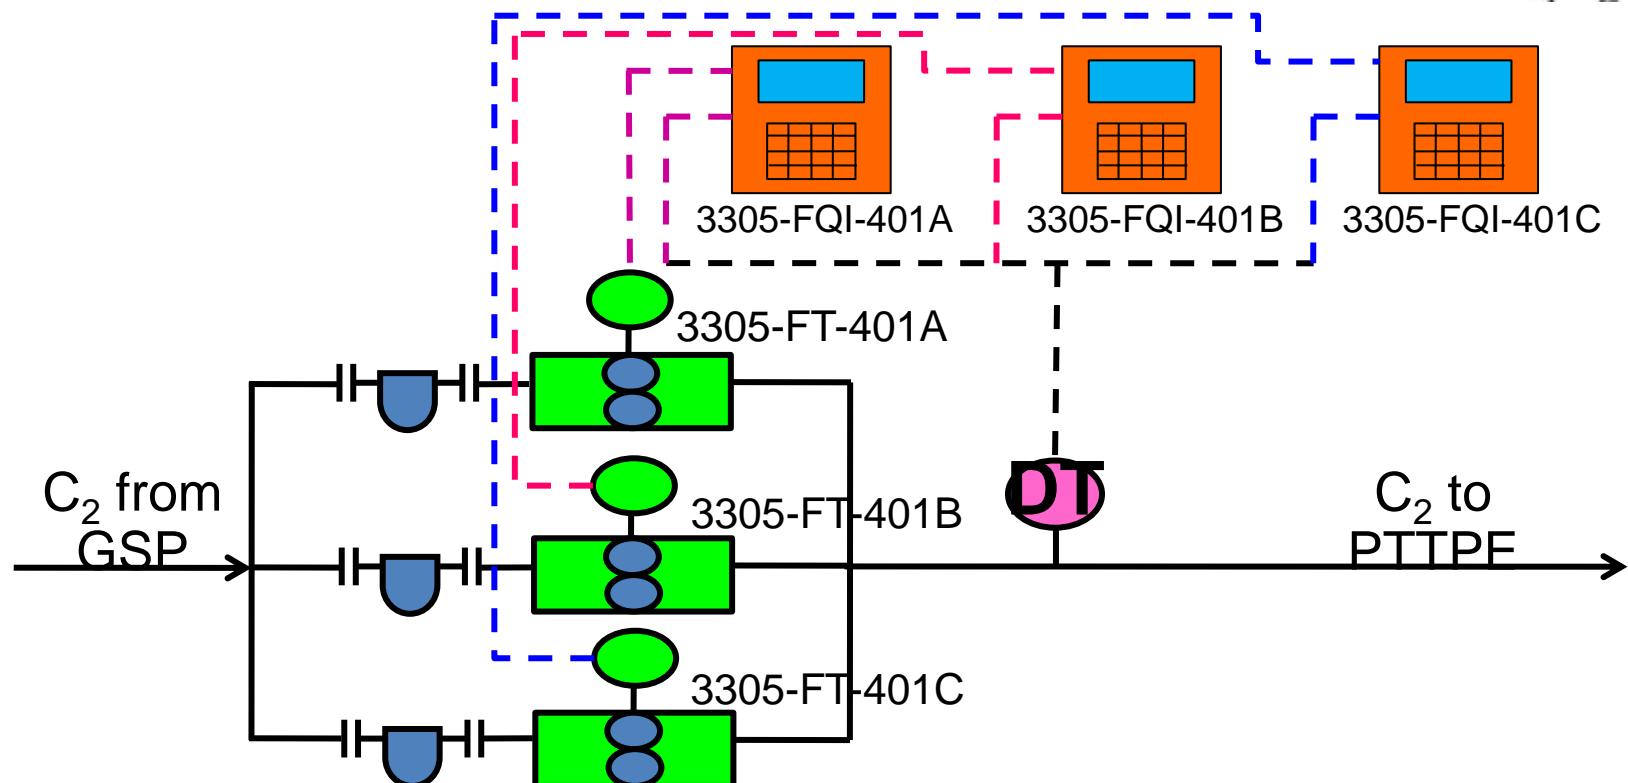 3305-FQI-401A
3305-FQI-401B
3305-FQI-401C
3305-FT-401A
C₂ from
GSP
3305-FT-401B
DT
C₂ to
PTTPE
3305-FT-401C